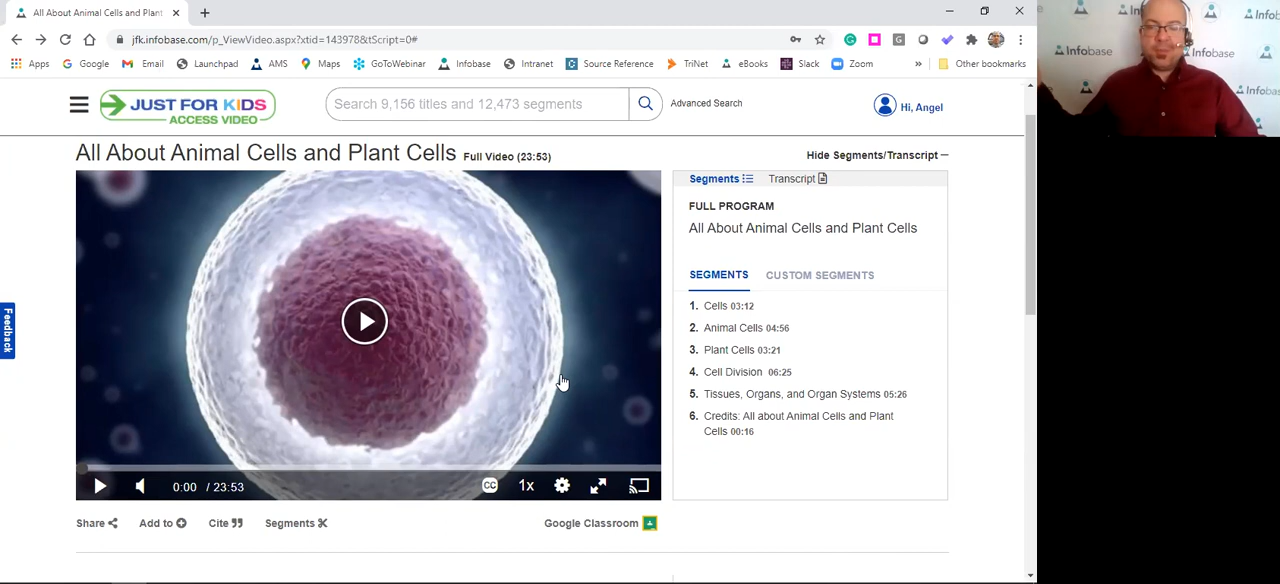 All About Animal Cells and Plant
jfk.infobase.com/p_ViewVideo.aspx?xtid=143978&tScript=0#
Apps Google Email Launchpad AMS Maps GoToWebinar Infobase Intranet Source Reference TriNet eBooks Slack Zoom » Other bookmarks
JUST FOR KIDS
ACCESS VIDEO
Search 9,156 titles and 12,473 segments
Advanced Search
Hi, Angel
All About Animal Cells and Plant Cells Full Video (23:53)
Hide Segments/Transcript
Segments Transcript
FULL PROGRAM
All About Animal Cells and Plant Cells
SEGMENTS CUSTOM SEGMENTS
1. Cells 03:12
2. Animal Cells 04:56
3. Plant Cells 03:21
4. Cell Division 06:25
5. Tissues, Organs, and Organ Systems 05:26
6. Credits: All about Animal Cells and Plant
Cells 00:16
Feedback
0:00 / 23:53
CC 1x
Share Add to Cite Segments
Google Classroom
Infobase
Infobase
Infobase